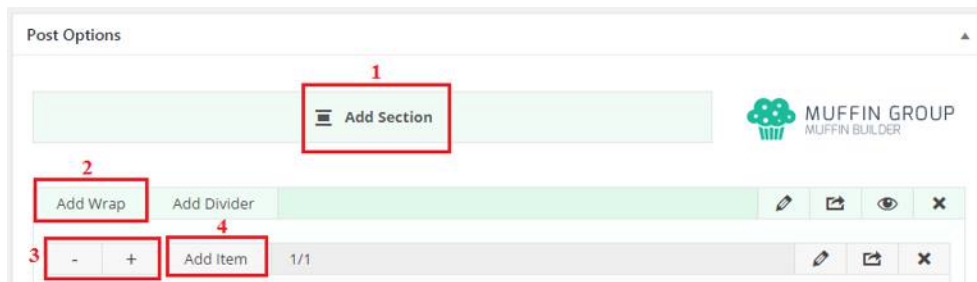 Post Options
1
Add Section
MUFFIN GROUP
MUFFIN BUILDER
2
Add Wrap Add Divider
4
3 - + Add Item 1/1